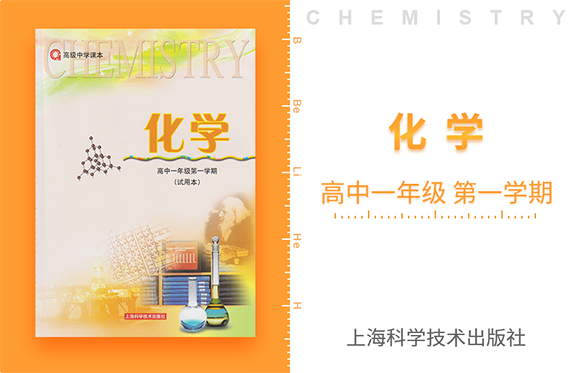 高级中学课本
CHEMISTRY
化学
高中一年级第一学期
(试用本)
上海科学技术出版社
B
Be
Li
He
H
CHEMISTRY
化学
高中一年级 第一学期
上海科学技术出版社